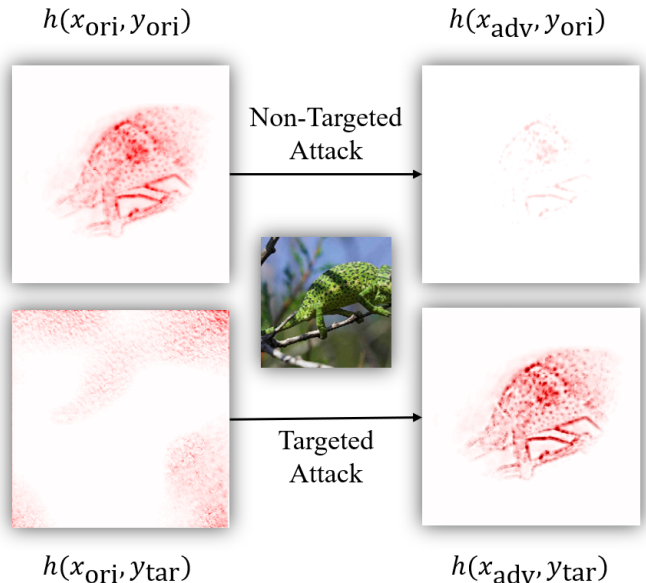 h(x_ori, y_ori)
h(x_adv, y_ori)
Non-Targeted
Attack
Targeted
Attack
h(x_ori, y_tar)
h(x_adv, y_tar)